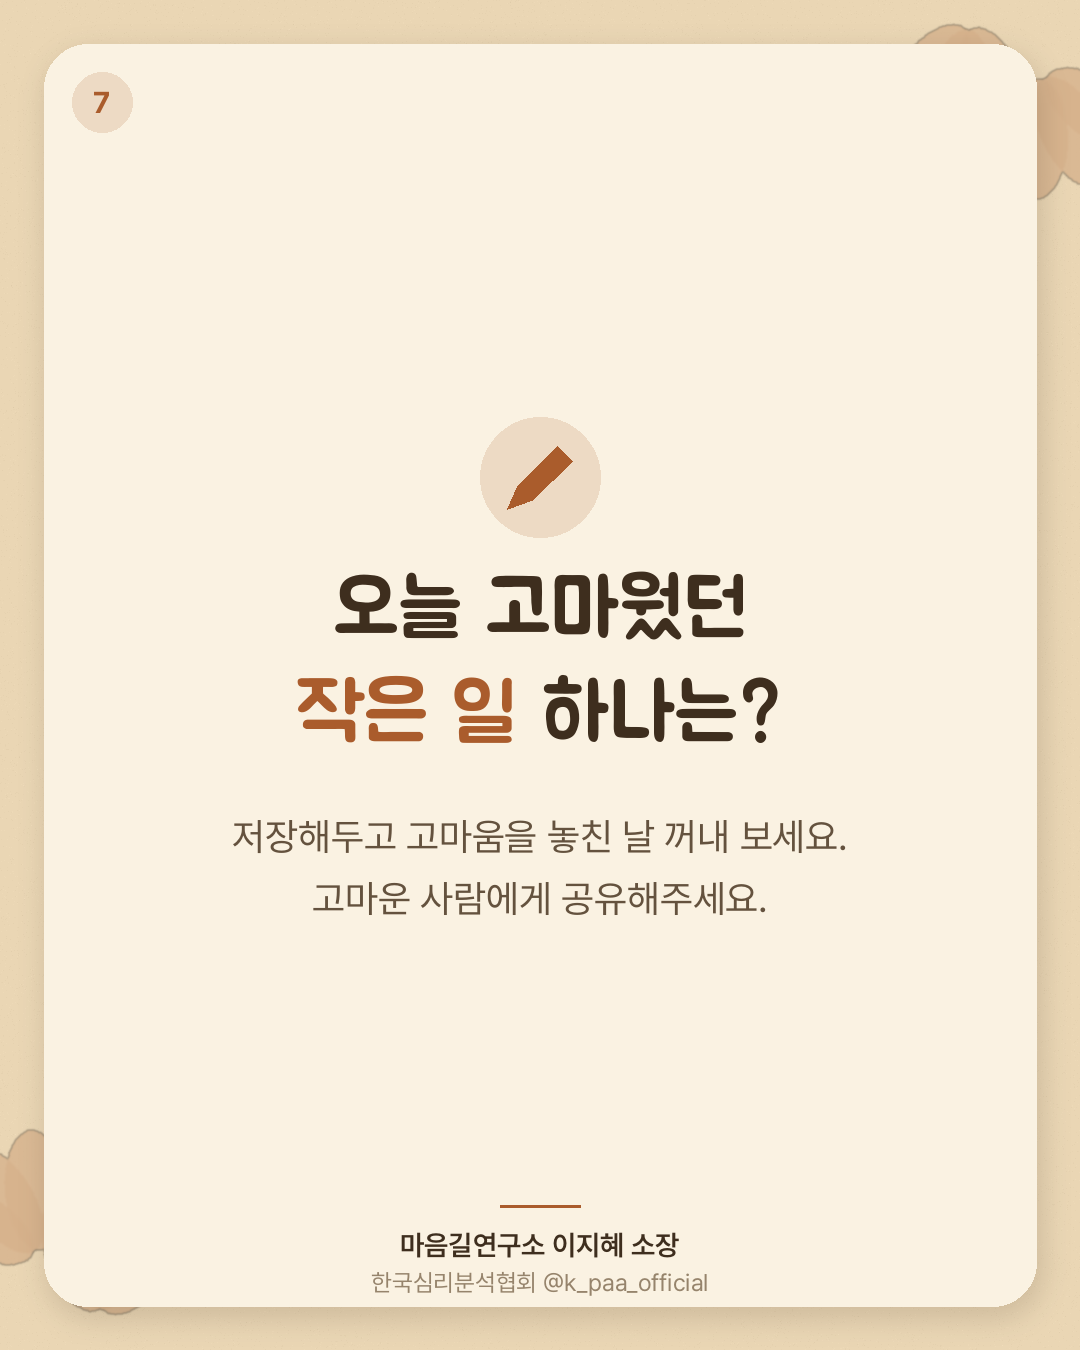 7
오늘 고마웠던
작은 일 하나는?
저장해두고 고마움을 놓친 날 꺼내 보세요.
고마운 사람에게 공유해주세요.
마음길연구소 이지혜 소장
한국심리분석협회 @k_paa_official